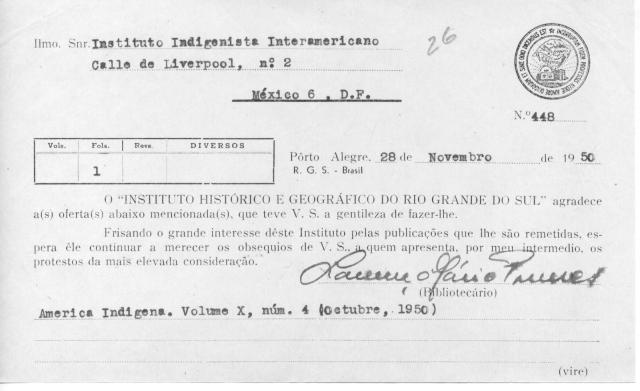 Ilmo. Snr. Instituto Indigenista Interamericano
26
Calle de Liverpool, nº 2
México 6 , D.F.
N.º 448
Vols. Fols. Revs. DIVERSOS
1
Pôrto Alegre, 28 de Novembro de 1950
R. G. S. - Brasil
O "INSTITUTO HISTÓRICO E GEOGRÁFICO DO RIO GRANDE DO SUL" agradece
a(s) oferta(s) abaixo mencionada(s), que teve V. S. a gentileza de fazer-lhe.
Frisando o grande interesse dêste Instituto pelas publicações que lhe são remetidas, es-
pera êle continuar a merecer os obsequios de V. S., a quem apresenta, por meu intermedio, os
protestos da mais elevada consideração.
(Bibliotecário)
America Indigena. Volume X, núm. 4 (octubre, 1950)
(vire)